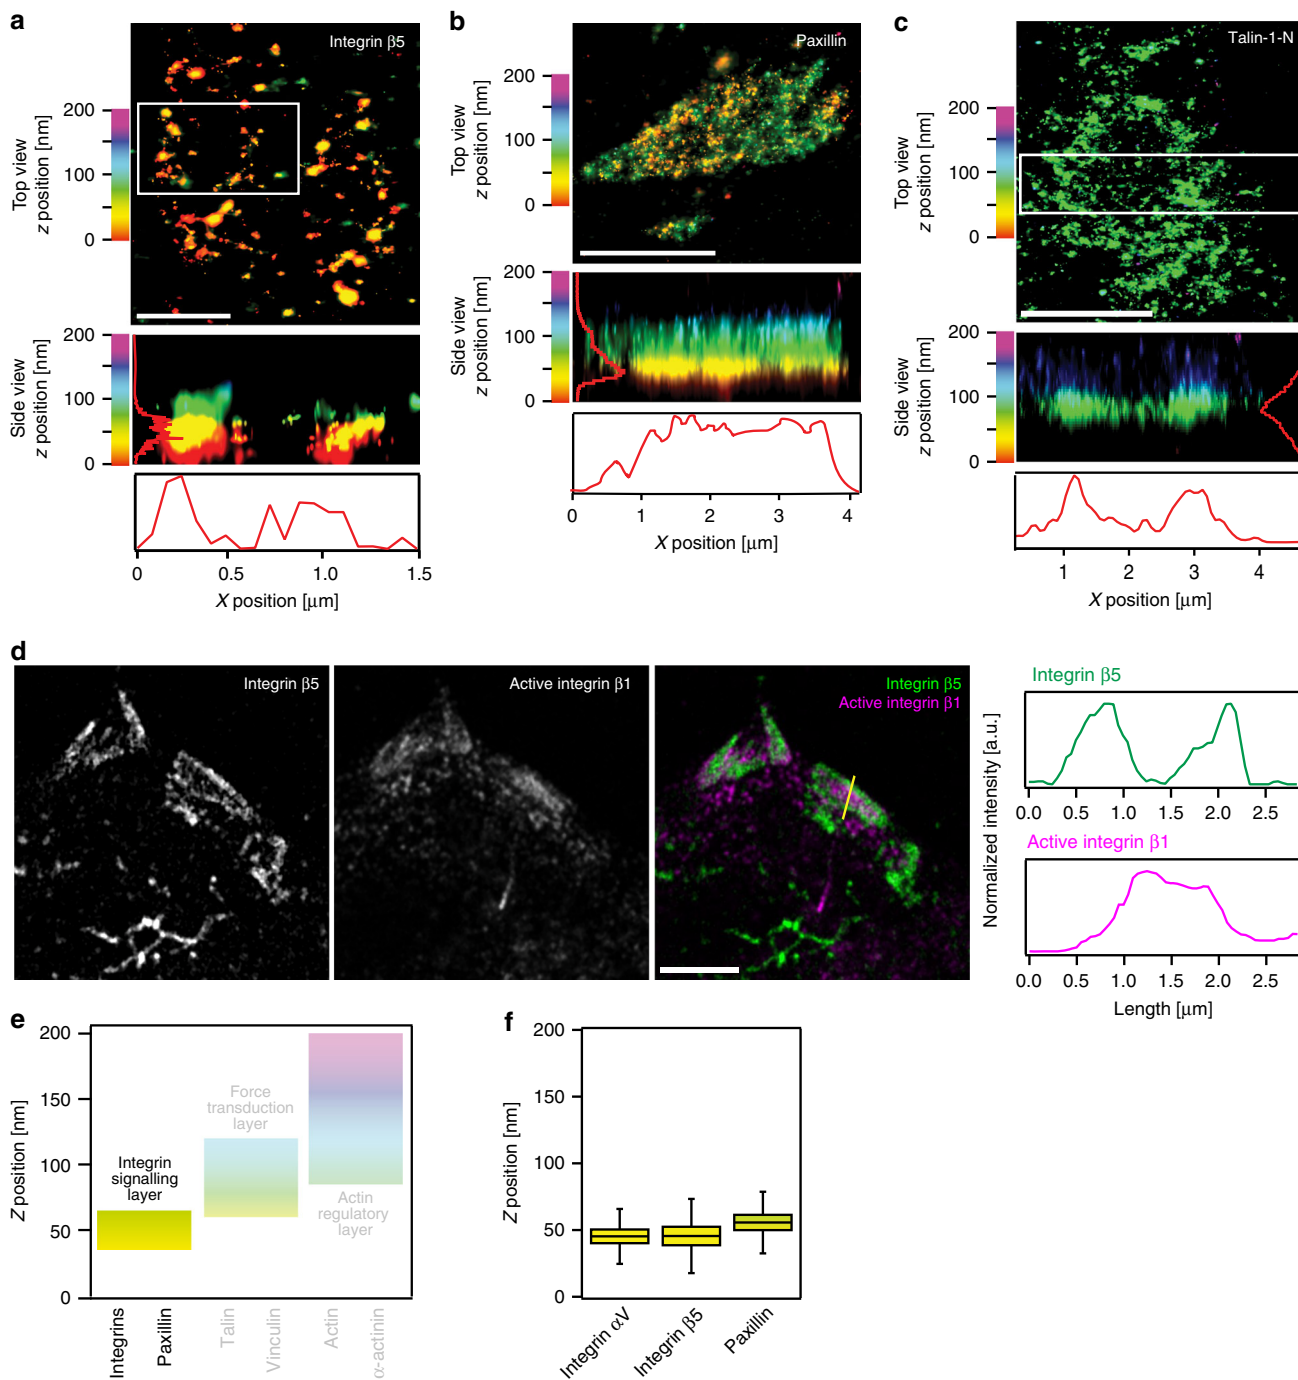 a
Integrin β5
Top view
z position [nm]
200
100
0
Side view
z position [nm]
200
100
0
0 0.5 1.0 1.5
X position [μm]
b
Paxillin
Top view
z position [nm]
200
100
0
Side view
z position [nm]
200
100
0
0 1 2 3 4
X position [μm]
c
Talin-1-N
Top view
z position [nm]
200
100
0
Side view
z position [nm]
200
100
0
1 2 3 4
X position [μm]
d
Integrin β5
Active integrin β1
Integrin β5
Active integrin β1
Normalized intensity [a.u.]
Integrin β5
0.0 0.5 1.0 1.5 2.0 2.5
Active integrin β1
0.0 0.5 1.0 1.5 2.0 2.5
Length [μm]
e
Z position [nm]
200
150
100
50
0
Integrin
signalling
layer
Force
transduction
layer
Actin
regulatory
layer
Integrins
Paxillin
Talin
Vinculin
Actin
α-actinin
f
Z position [nm]
200
150
100
50
0
Integrin αV
Integrin β5
Paxillin